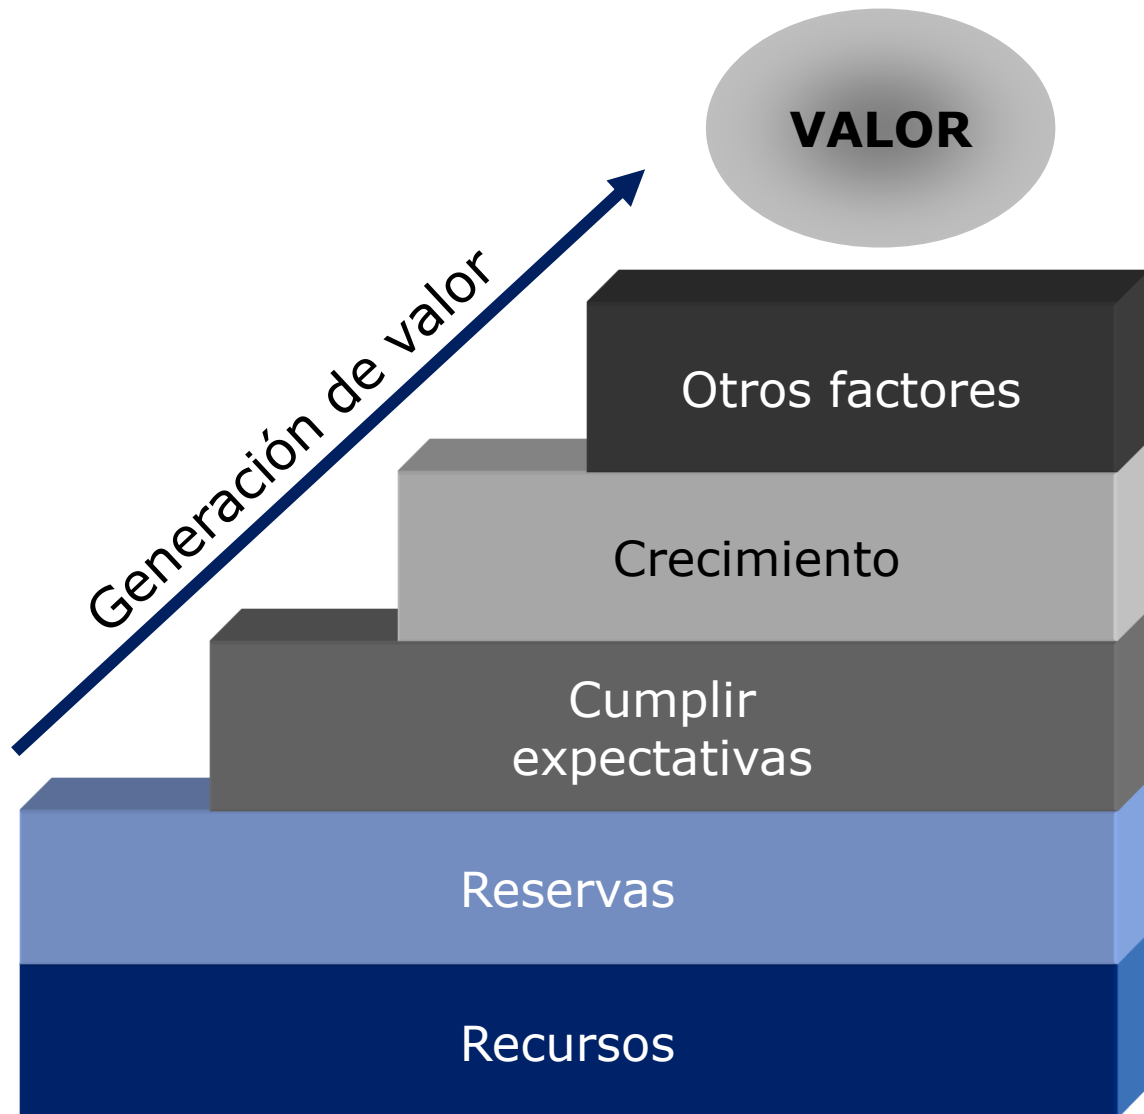 VALOR
Generación de valor
Otros factores
Crecimiento
Cumplir
expectativas
Reservas
Recursos